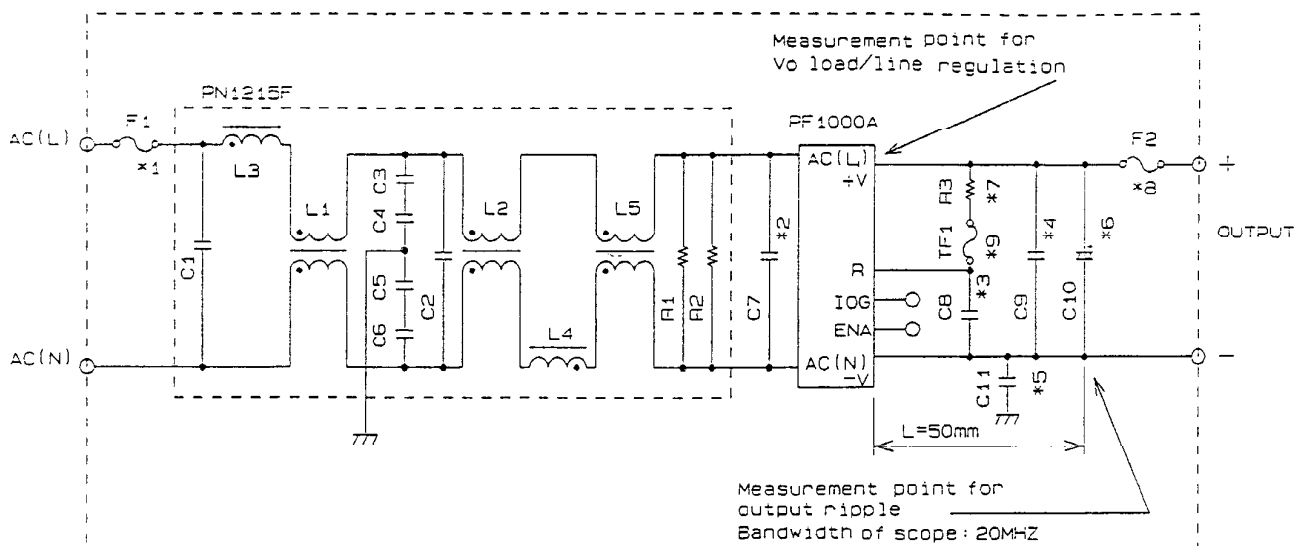 Measurement point for
Vo load/line regulation
PN1215F
PF1000A
AC(L)
F1
*1
L3
L1
C3
C4
L2
L5
C1
C5
C6
C2
L4
R1
R2
C7
*2
AC(L)
+V
R
IOG
ENA
AC(N)
-V
R3
*7
TF1
*9
C8
*3
C9
*4
C10
*6
F2
*8
+
OUTPUT
-
AC(N)
C11
*5
L=50mm
Measurement point for
output ripple
Bandwidth of scope: 20MHZ